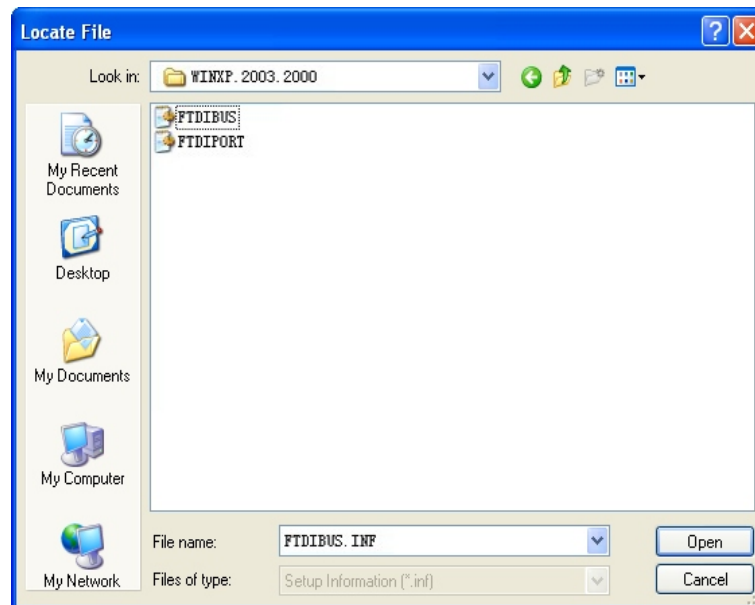 Locate File
Look in:
WINXP.2003.2000
FTDIBUS
FTDIPORT
My Recent
Documents
Desktop
My Documents
My Computer
My Network
File name:
FTDIBUS.INF
Open
Files of type:
Setup Information (*.inf)
Cancel